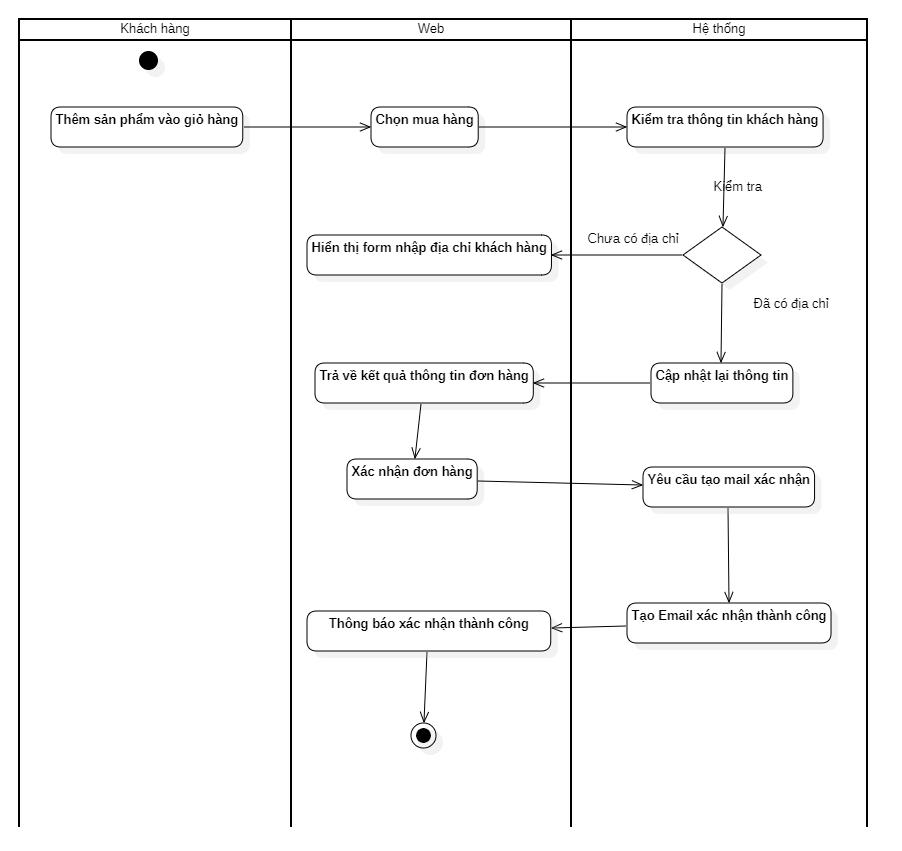 Khách hàng
Web
Hệ thống
Thêm sản phẩm vào giỏ hàng
Chọn mua hàng
Kiểm tra thông tin khách hàng
Kiểm tra
Chưa có địa chỉ
Hiển thị form nhập địa chỉ khách hàng
Đã có địa chỉ
Trả về kết quả thông tin đơn hàng
Cập nhật lại thông tin
Xác nhận đơn hàng
Yêu cầu tạo mail xác nhận
Thông báo xác nhận thành công
Tạo Email xác nhận thành công